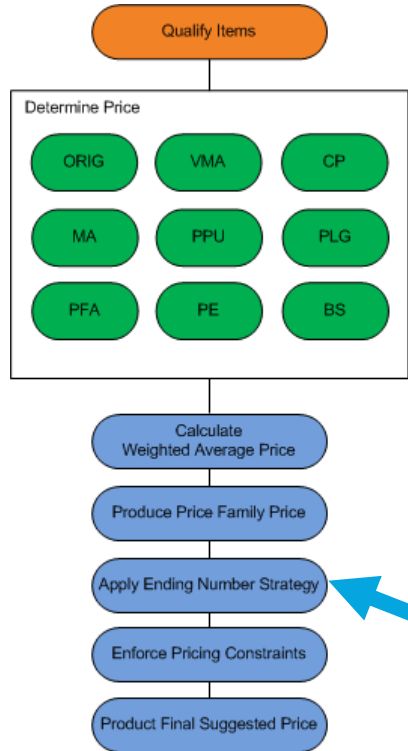 Qualify Items
Determine Price
ORIG
VMA
CP
MA
PPU
PLG
PFA
PE
BS
Calculate
Weighted Average Price
Produce Price Family Price
Apply Ending Number Strategy
Enforce Pricing Constraints
Product Final Suggested Price